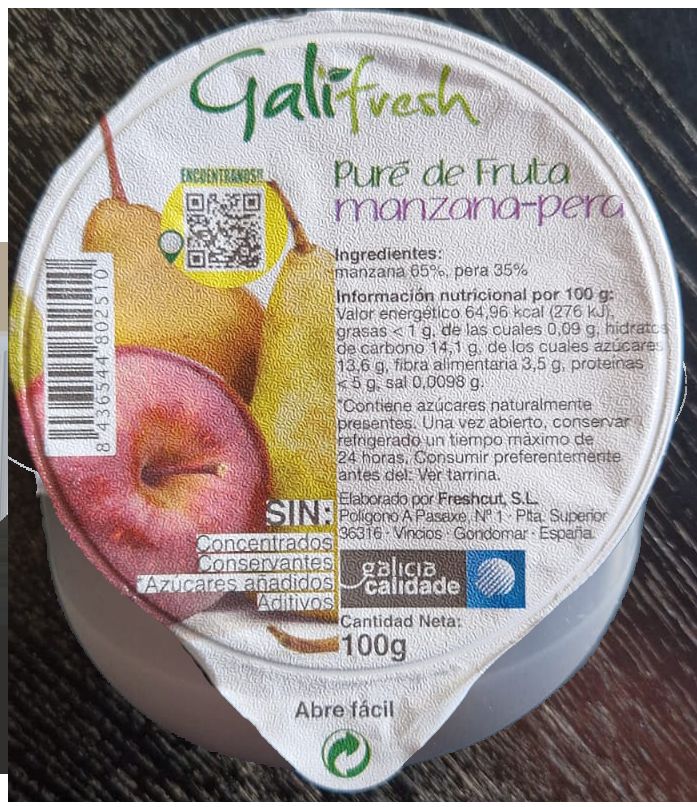 Galifresh
ENCUENTRANOS!!
Puré de Fruta
manzana-pera
Ingredientes:
manzana 65%, pera 35%
Información nutricional por 100 g:
Valor energético 64,96 kcal (276 kJ),
grasas < 1 g, de las cuales 0,09 g, hidratos
de carbono 14,1 g, de los cuales azúcares
13,6 g, fibra alimentaria 3,5 g, proteínas
< 5 g, sal 0,0098 g.
*Contiene azúcares naturalmente
presentes. Una vez abierto, conservar
refrigerado un tiempo máximo de
24 horas. Consumir preferentemente
antes del: Ver tarrina.
Elaborado por Freshcut, S.L.
Polígono A Pasaxe, Nº 1 · Plta. Superior
36316 · Vincios · Gondomar · España.
8 436544 802510
SIN:
Concentrados
Conservantes
*Azúcares añadidos
Aditivos
galicia
calidade
Cantidad Neta:
100g
Abre fácil